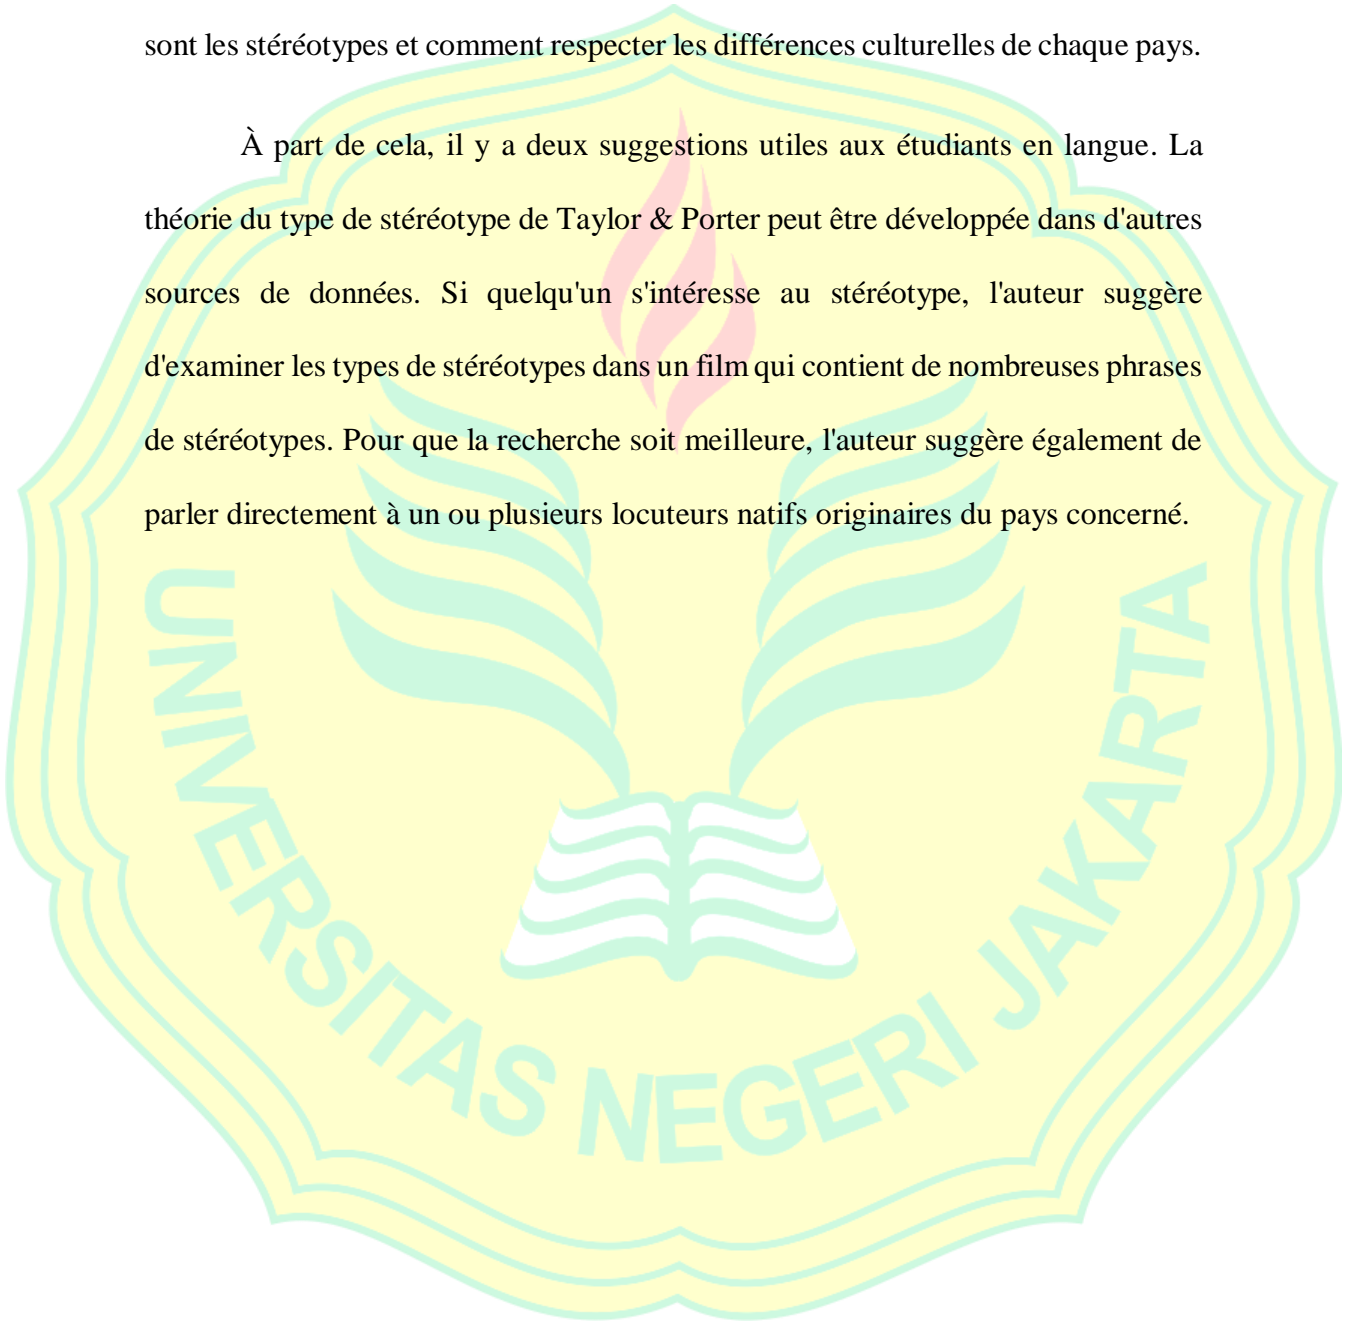 sont les stéréotypes et comment respecter les différences culturelles de chaque pays.
À part de cela, il y a deux suggestions utiles aux étudiants en langue. La
théorie du type de stéréotype de Taylor & Porter peut être développée dans d'autres
sources de données. Si quelqu'un s'intéresse au stéréotype, l'auteur suggère
d'examiner les types de stéréotypes dans un film qui contient de nombreuses phrases
de stéréotypes. Pour que la recherche soit meilleure, l'auteur suggère également de
parler directement à un ou plusieurs locuteurs natifs originaires du pays concerné.
UNIVERSITAS NEGERI JAKARTA